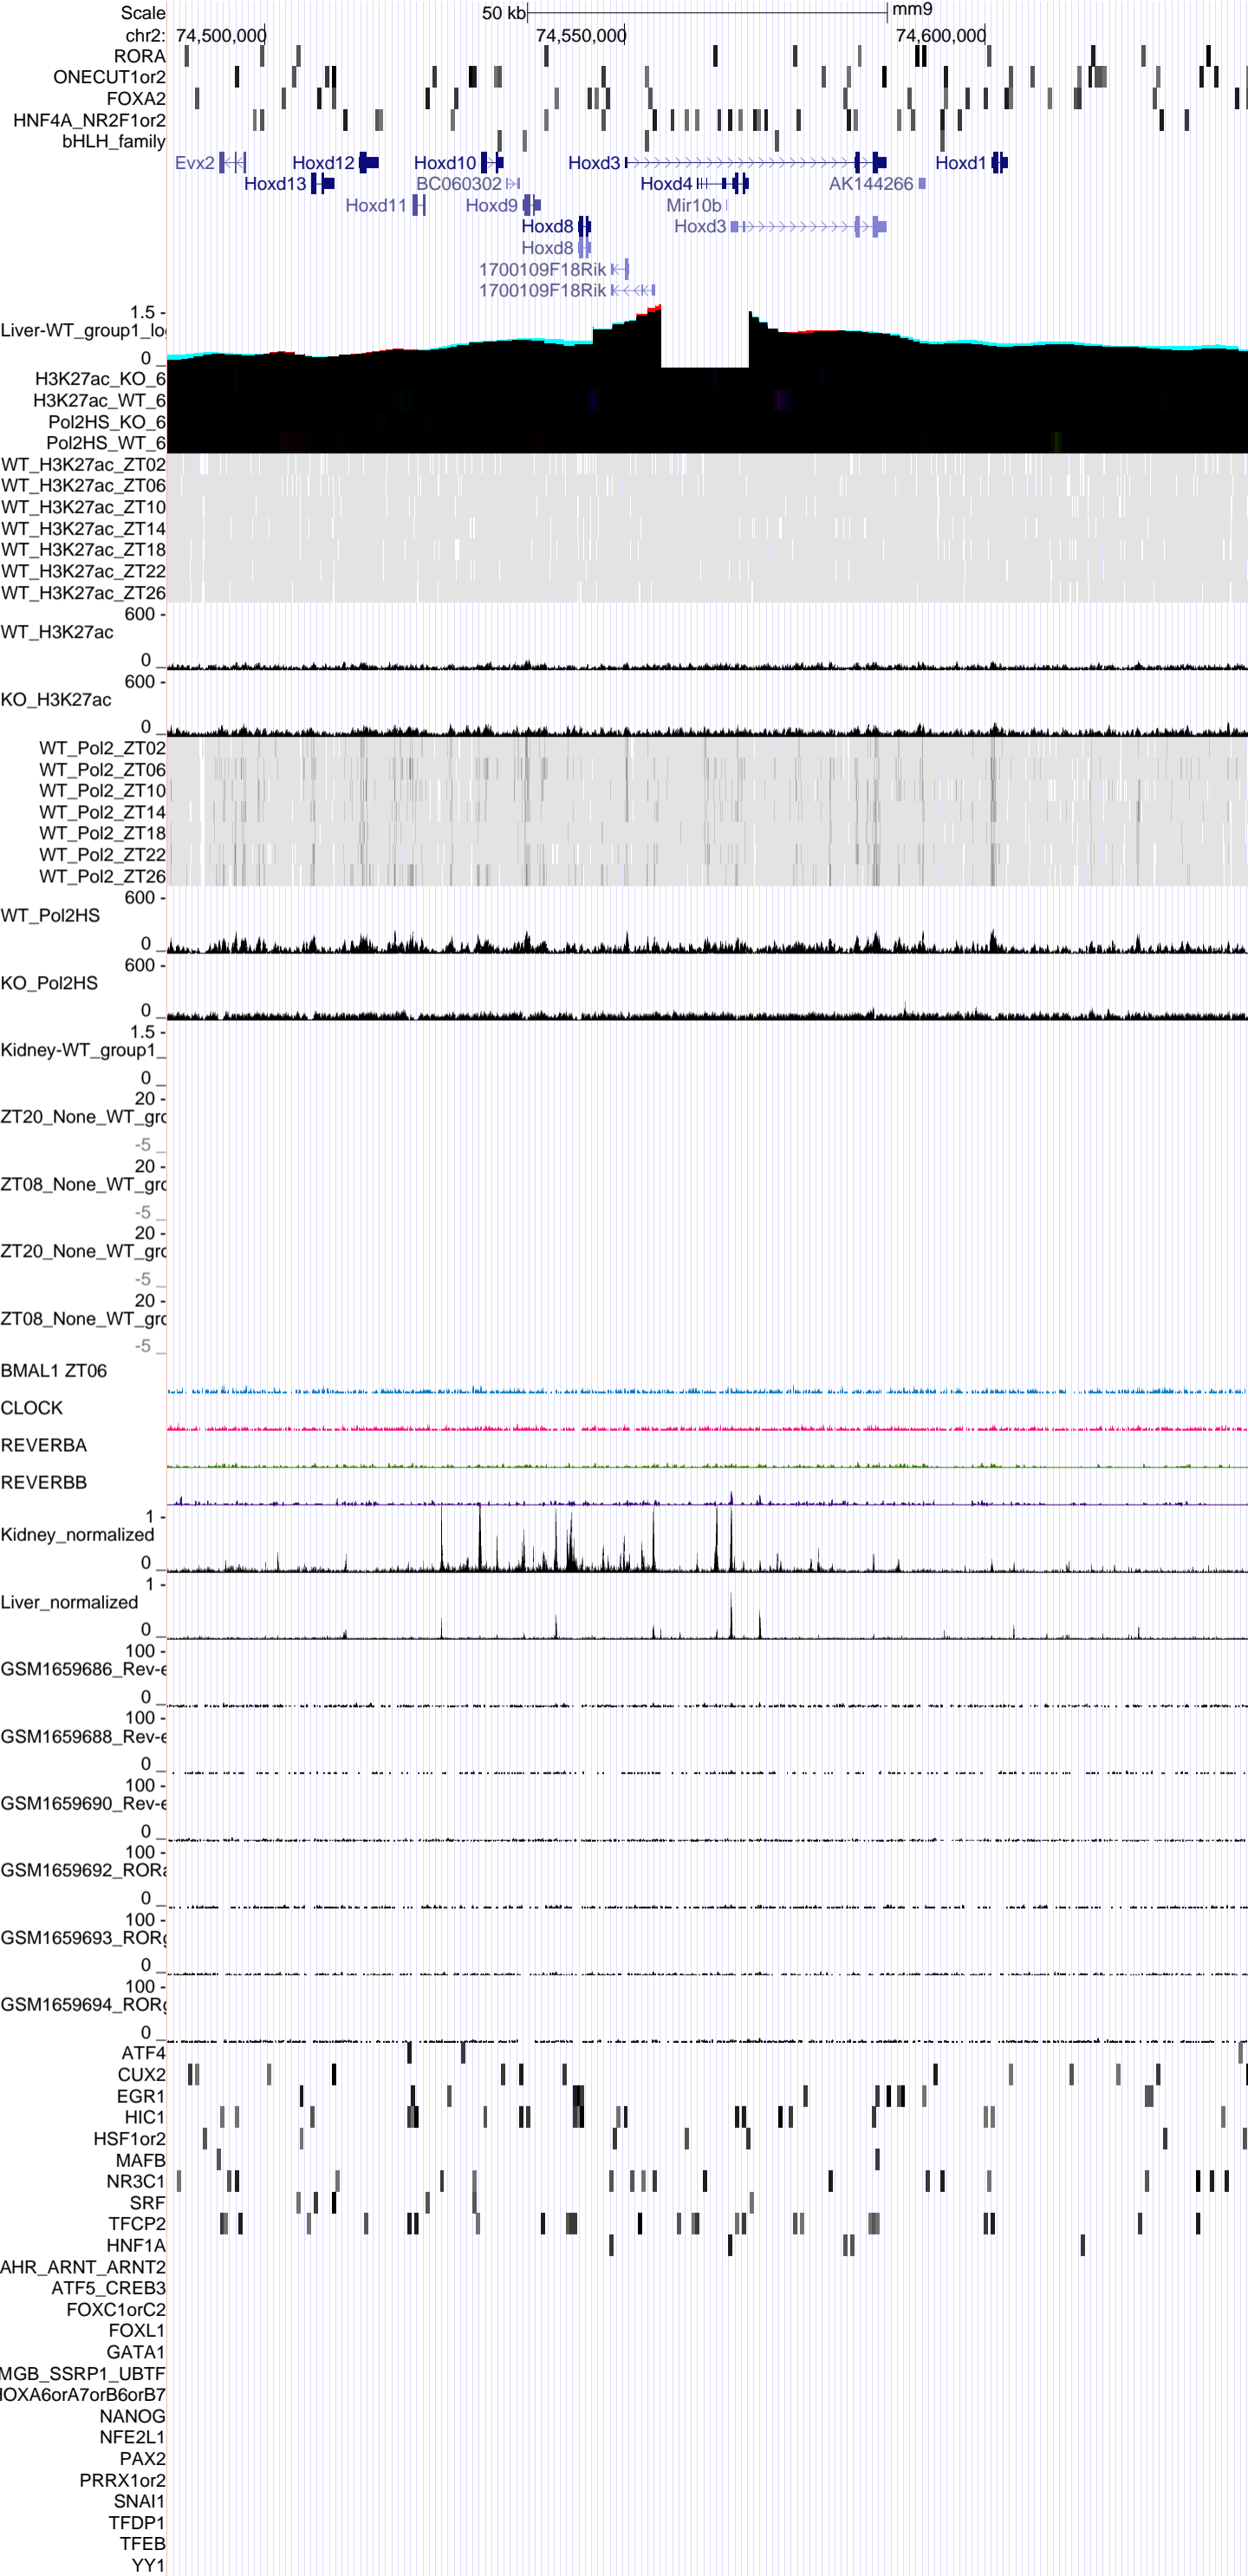 Scale 50 kb mm9
chr2: 74,500,000 74,550,000 74,600,000
RORA
ONECUT1or2
FOXA2
HNF4A_NR2F1or2
bHLH_family
Evx2 Hoxd12 Hoxd10 Hoxd3 Hoxd1
Hoxd13 BC060302 Hoxd4 AK144266
Hoxd11 Hoxd9 Mir10b
Hoxd8 Hoxd3
Hoxd8
1700109F18Rik
1700109F18Rik
1.5 -
Liver-WT_group1_lo
0 _
H3K27ac_KO_6
H3K27ac_WT_6
Pol2HS_KO_6
Pol2HS_WT_6
WT_H3K27ac_ZT02
WT_H3K27ac_ZT06
WT_H3K27ac_ZT10
WT_H3K27ac_ZT14
WT_H3K27ac_ZT18
WT_H3K27ac_ZT22
WT_H3K27ac_ZT26
600 -
WT_H3K27ac
0 _
600 -
KO_H3K27ac
0 _
WT_Pol2_ZT02
WT_Pol2_ZT06
WT_Pol2_ZT10
WT_Pol2_ZT14
WT_Pol2_ZT18
WT_Pol2_ZT22
WT_Pol2_ZT26
600 -
WT_Pol2HS
0 _
600 -
KO_Pol2HS
0 _
1.5 -
Kidney-WT_group1_
0 _
20 -
ZT20_None_WT_gro
-5 _
20 -
ZT08_None_WT_gro
-5 _
20 -
ZT20_None_WT_gro
-5 _
20 -
ZT08_None_WT_gro
-5 _
BMAL1 ZT06
CLOCK
REVERBA
REVERBB
1 -
Kidney_normalized
0 _
1 -
Liver_normalized
0 _
100 -
GSM1659686_Rev-e
0 _
100 -
GSM1659688_Rev-e
0 _
100 -
GSM1659690_Rev-e
0 _
100 -
GSM1659692_RORa
0 _
100 -
GSM1659693_RORg
0 _
100 -
GSM1659694_RORg
0 _
ATF4
CUX2
EGR1
HIC1
HSF1or2
MAFB
NR3C1
SRF
TFCP2
HNF1A
AHR_ARNT_ARNT2
ATF5_CREB3
FOXC1orC2
FOXL1
GATA1
MGB_SSRP1_UBTF
HOXA6orA7orB6orB7
NANOG
NFE2L1
PAX2
PRRX1or2
SNAI1
TFDP1
TFEB
YY1